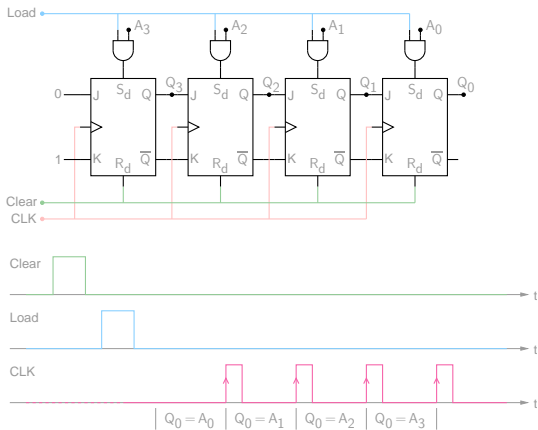 Load
A3 A2 A1 A0
Q3 Q2 Q1 Q0
0 J Sd Q J Sd Q J Sd Q J Sd Q
1 K Rd Q̅ K Rd Q̅ K Rd Q̅ K Rd Q̅
Clear
CLK
Clear
t
Load
t
CLK
t
Q0 = A0 Q0 = A1 Q0 = A2 Q0 = A3